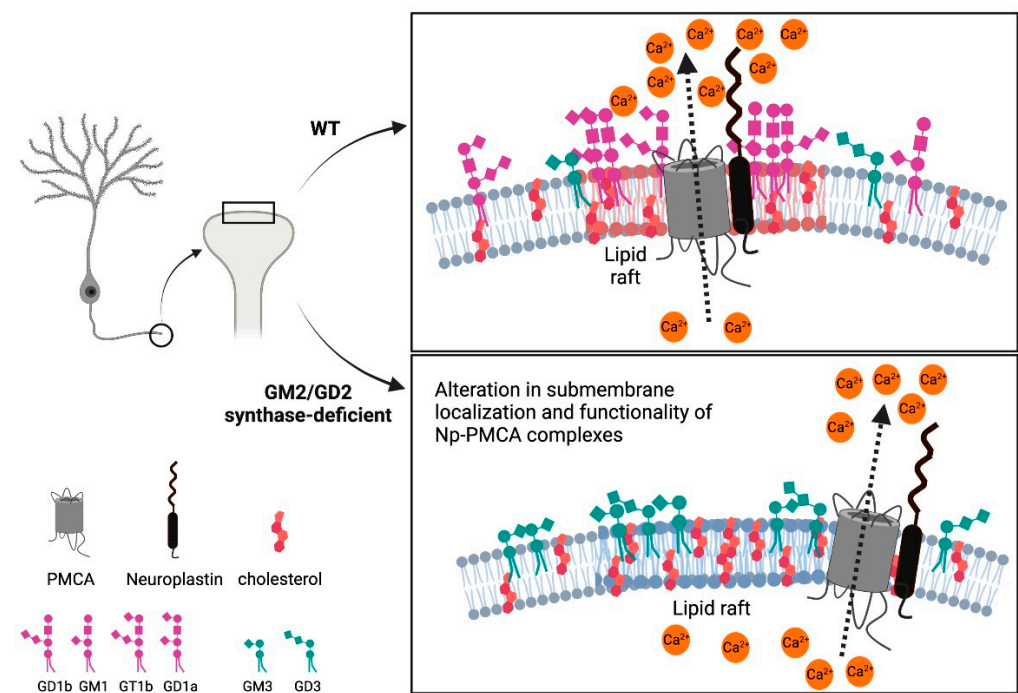 WT
Ca2+
Ca2+
Ca2+
Ca2+
Ca2+
Ca2+
Ca2+
Ca2+
Lipid
raft
Ca2+
Ca2+
GM2/GD2
synthase-deficient
Alteration in submembrane
localization and functionality of
Np-PMCA complexes
Ca2+
Ca2+
Ca2+
Ca2+
Ca2+
Lipid raft
Ca2+
Ca2+
Ca2+
Ca2+
Ca2+
PMCA Neuroplastin cholesterol
GD1b GM1 GT1b GD1a GM3 GD3